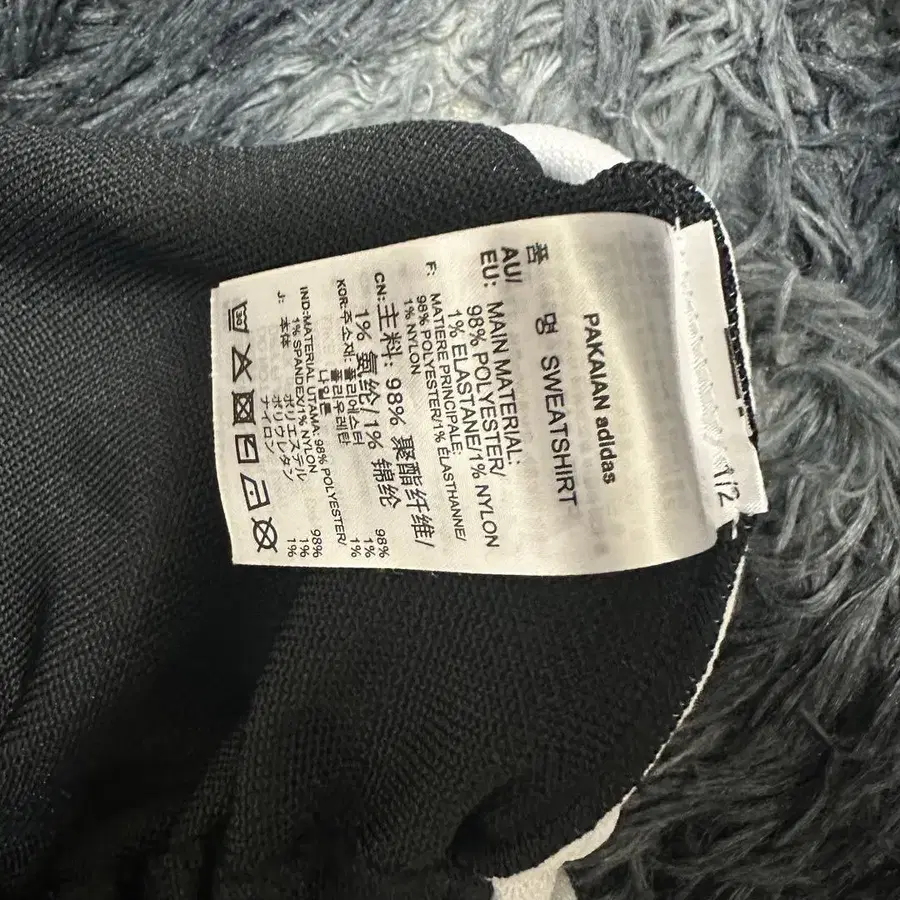 PAKAIAN adidas
품 명 SWEATSHIRT
AU/
EU: MAIN MATERIAL:
98% POLYESTER/
1% ELASTANE/1% NYLON
F: MATIERE PRINCIPALE:
98% POLYESTER/1% ÉLASTHANNE/
1% NYLON
CN:主料: 98% 聚酯纤维/
1% 氨纶/1% 锦纶
KOR:주소재: 폴리에스터 98%
폴리우레탄 1%
나일론 1%
IND:MATERIAL UTAMA: 98% POLYESTER/
1% SPANDEX/1% NYLON
J: 本体 ポリエステル 98%
ポリウレタン 1%
ナイロン 1%
1/2